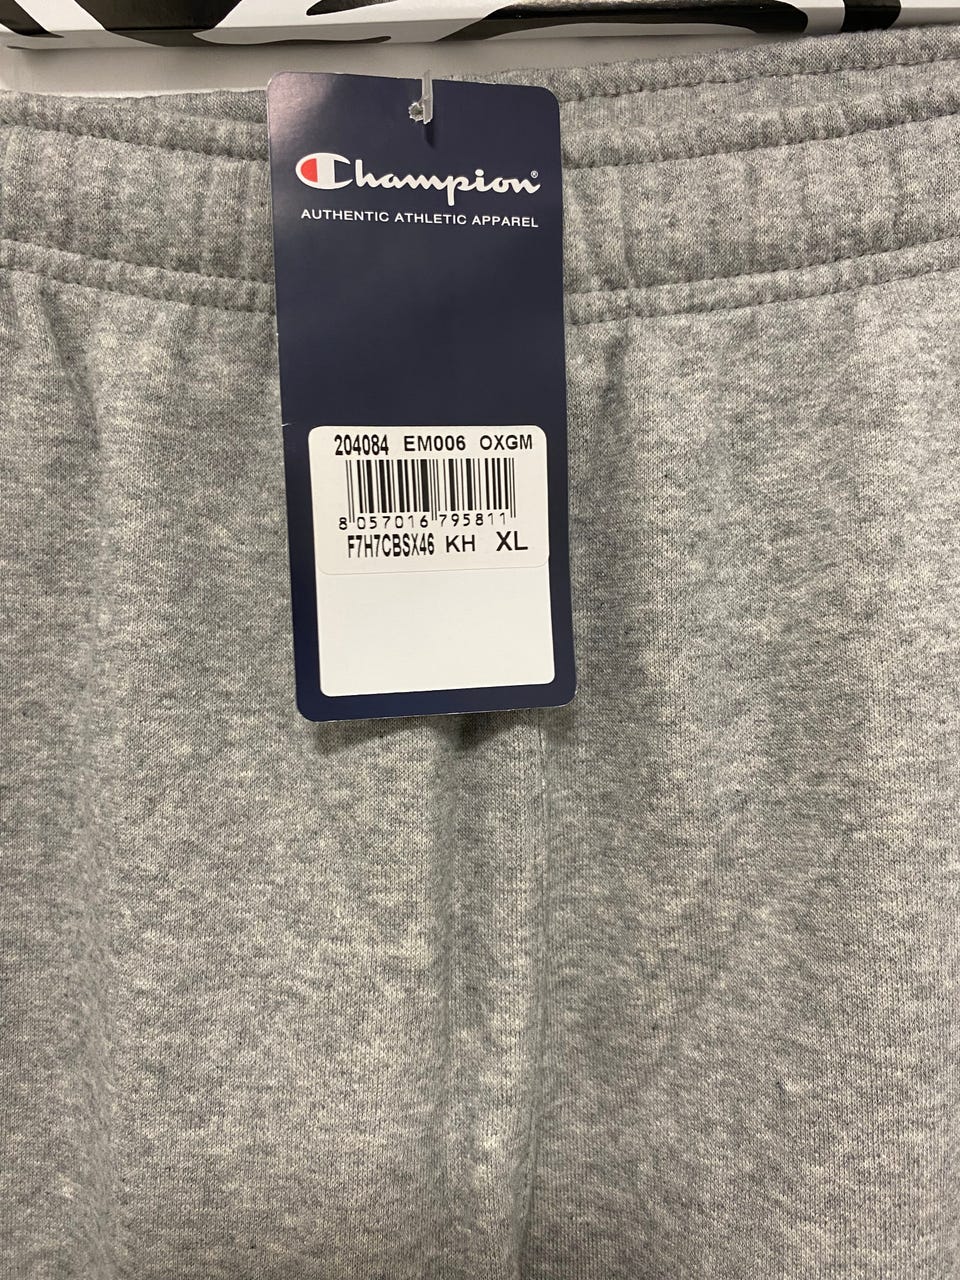 Champion®
AUTHENTIC ATHLETIC APPAREL
204084 EM006 OXGM
8 057016 795811
F7H7CBSX46 KH XL